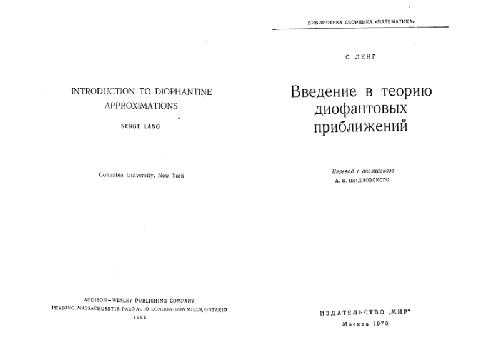 INTRODUCTION TO DIOPHANTINE
APPROXIMATIONS
SERGE LANG
Columbia University, New York
ADDISON—WESLEY PUBLISHING COMPANY
READING, MASSACHUSETTS·PALO ALTO·LONDON·DON MILLS, ONTARIO
1966
БИБЛИОТЕКА СБОРНИКА «МАТЕМАТИКА»
С. ЛЕНГ
Введение в теорию
диофантовых
приближений
Перевод с английского
А. Б. ШИДЛОВСКОГО
ИЗДАТЕЛЬСТВО „МИР“
Москва 1970